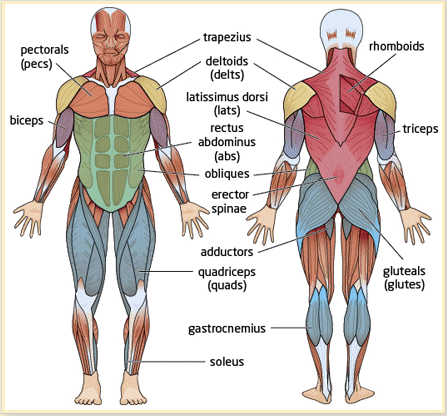 trapezius
pectorals
(pecs)
deltoids
(delts)
rhomboids
latissimus dorsi
(lats)
biceps
rectus
abdominus
(abs)
triceps
obliques
erector
spinae
adductors
quadriceps
(quads)
gluteals
(glutes)
gastrocnemius
soleus